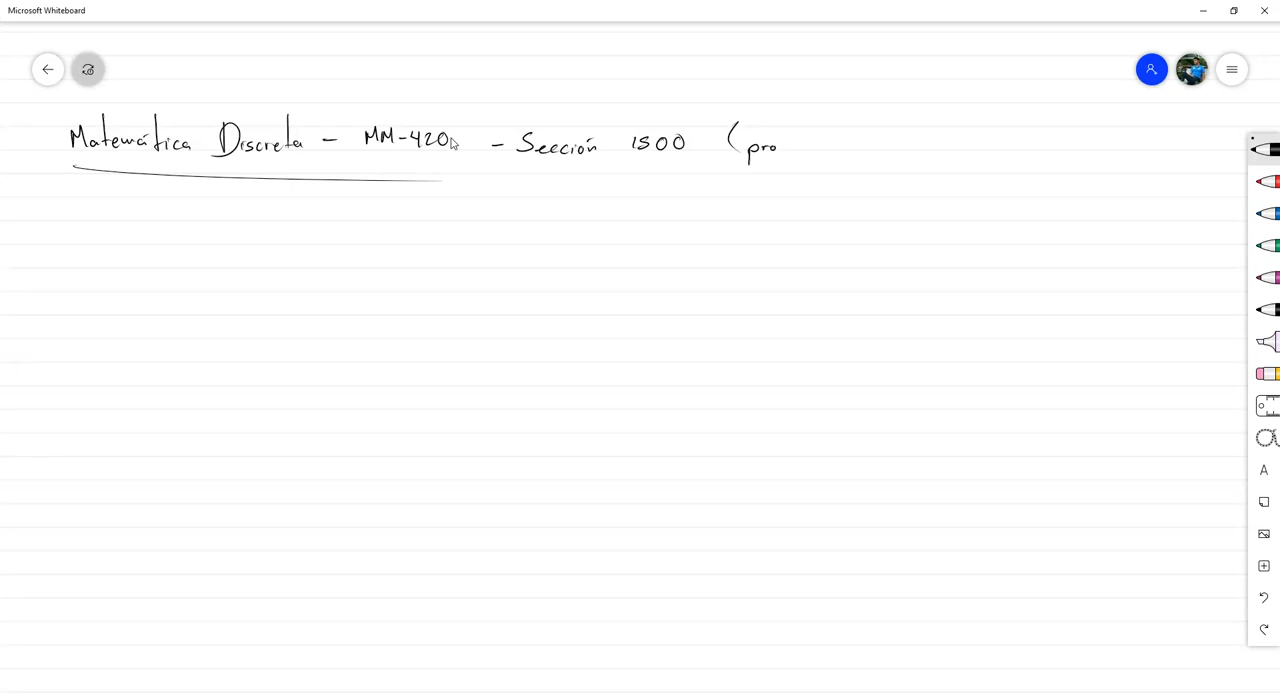 Microsoft Whiteboard
Matemática Discreta - MM-420 - Sección 1500 (pro
A